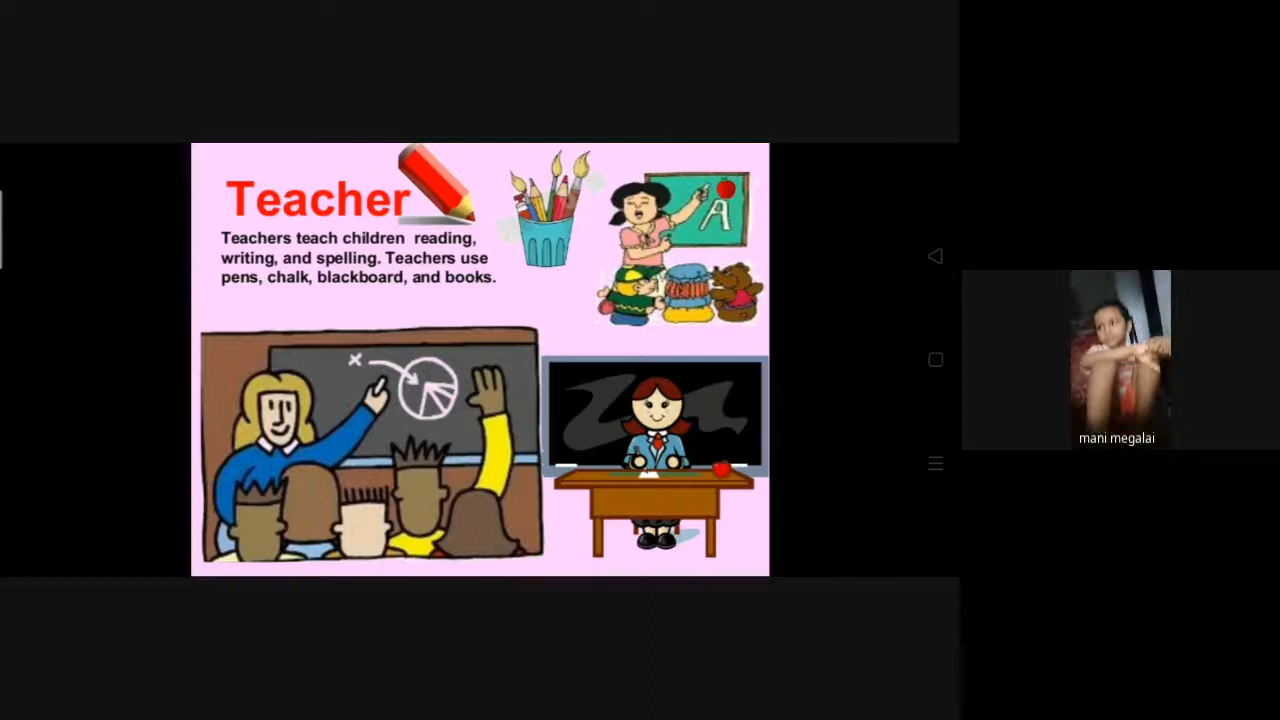 Teacher
Teachers teach children reading,
writing, and spelling. Teachers use
pens, chalk, blackboard, and books.
A
x
mani megalai